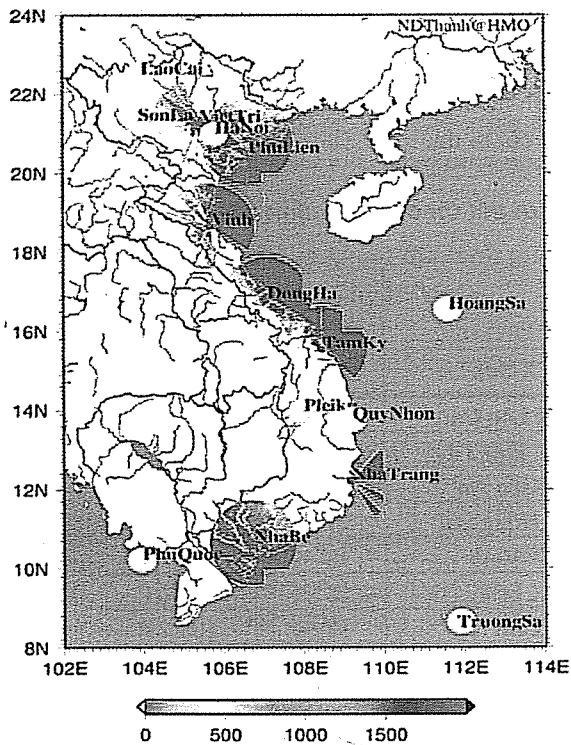 24N
NDThanh@HMO
LaoCai
22N
SonLa VietTri
HaNoi
PhuLien
20N
Vinh
18N
DongHa
HoangSa
16N
TamKy
14N
Pleiku
QuyNhon
NhaTrang
12N
NhaBe
PhuQuoc
10N
TruongSa
8N
102E 104E 106E 108E 110E 112E 114E
0 500 1000 1500